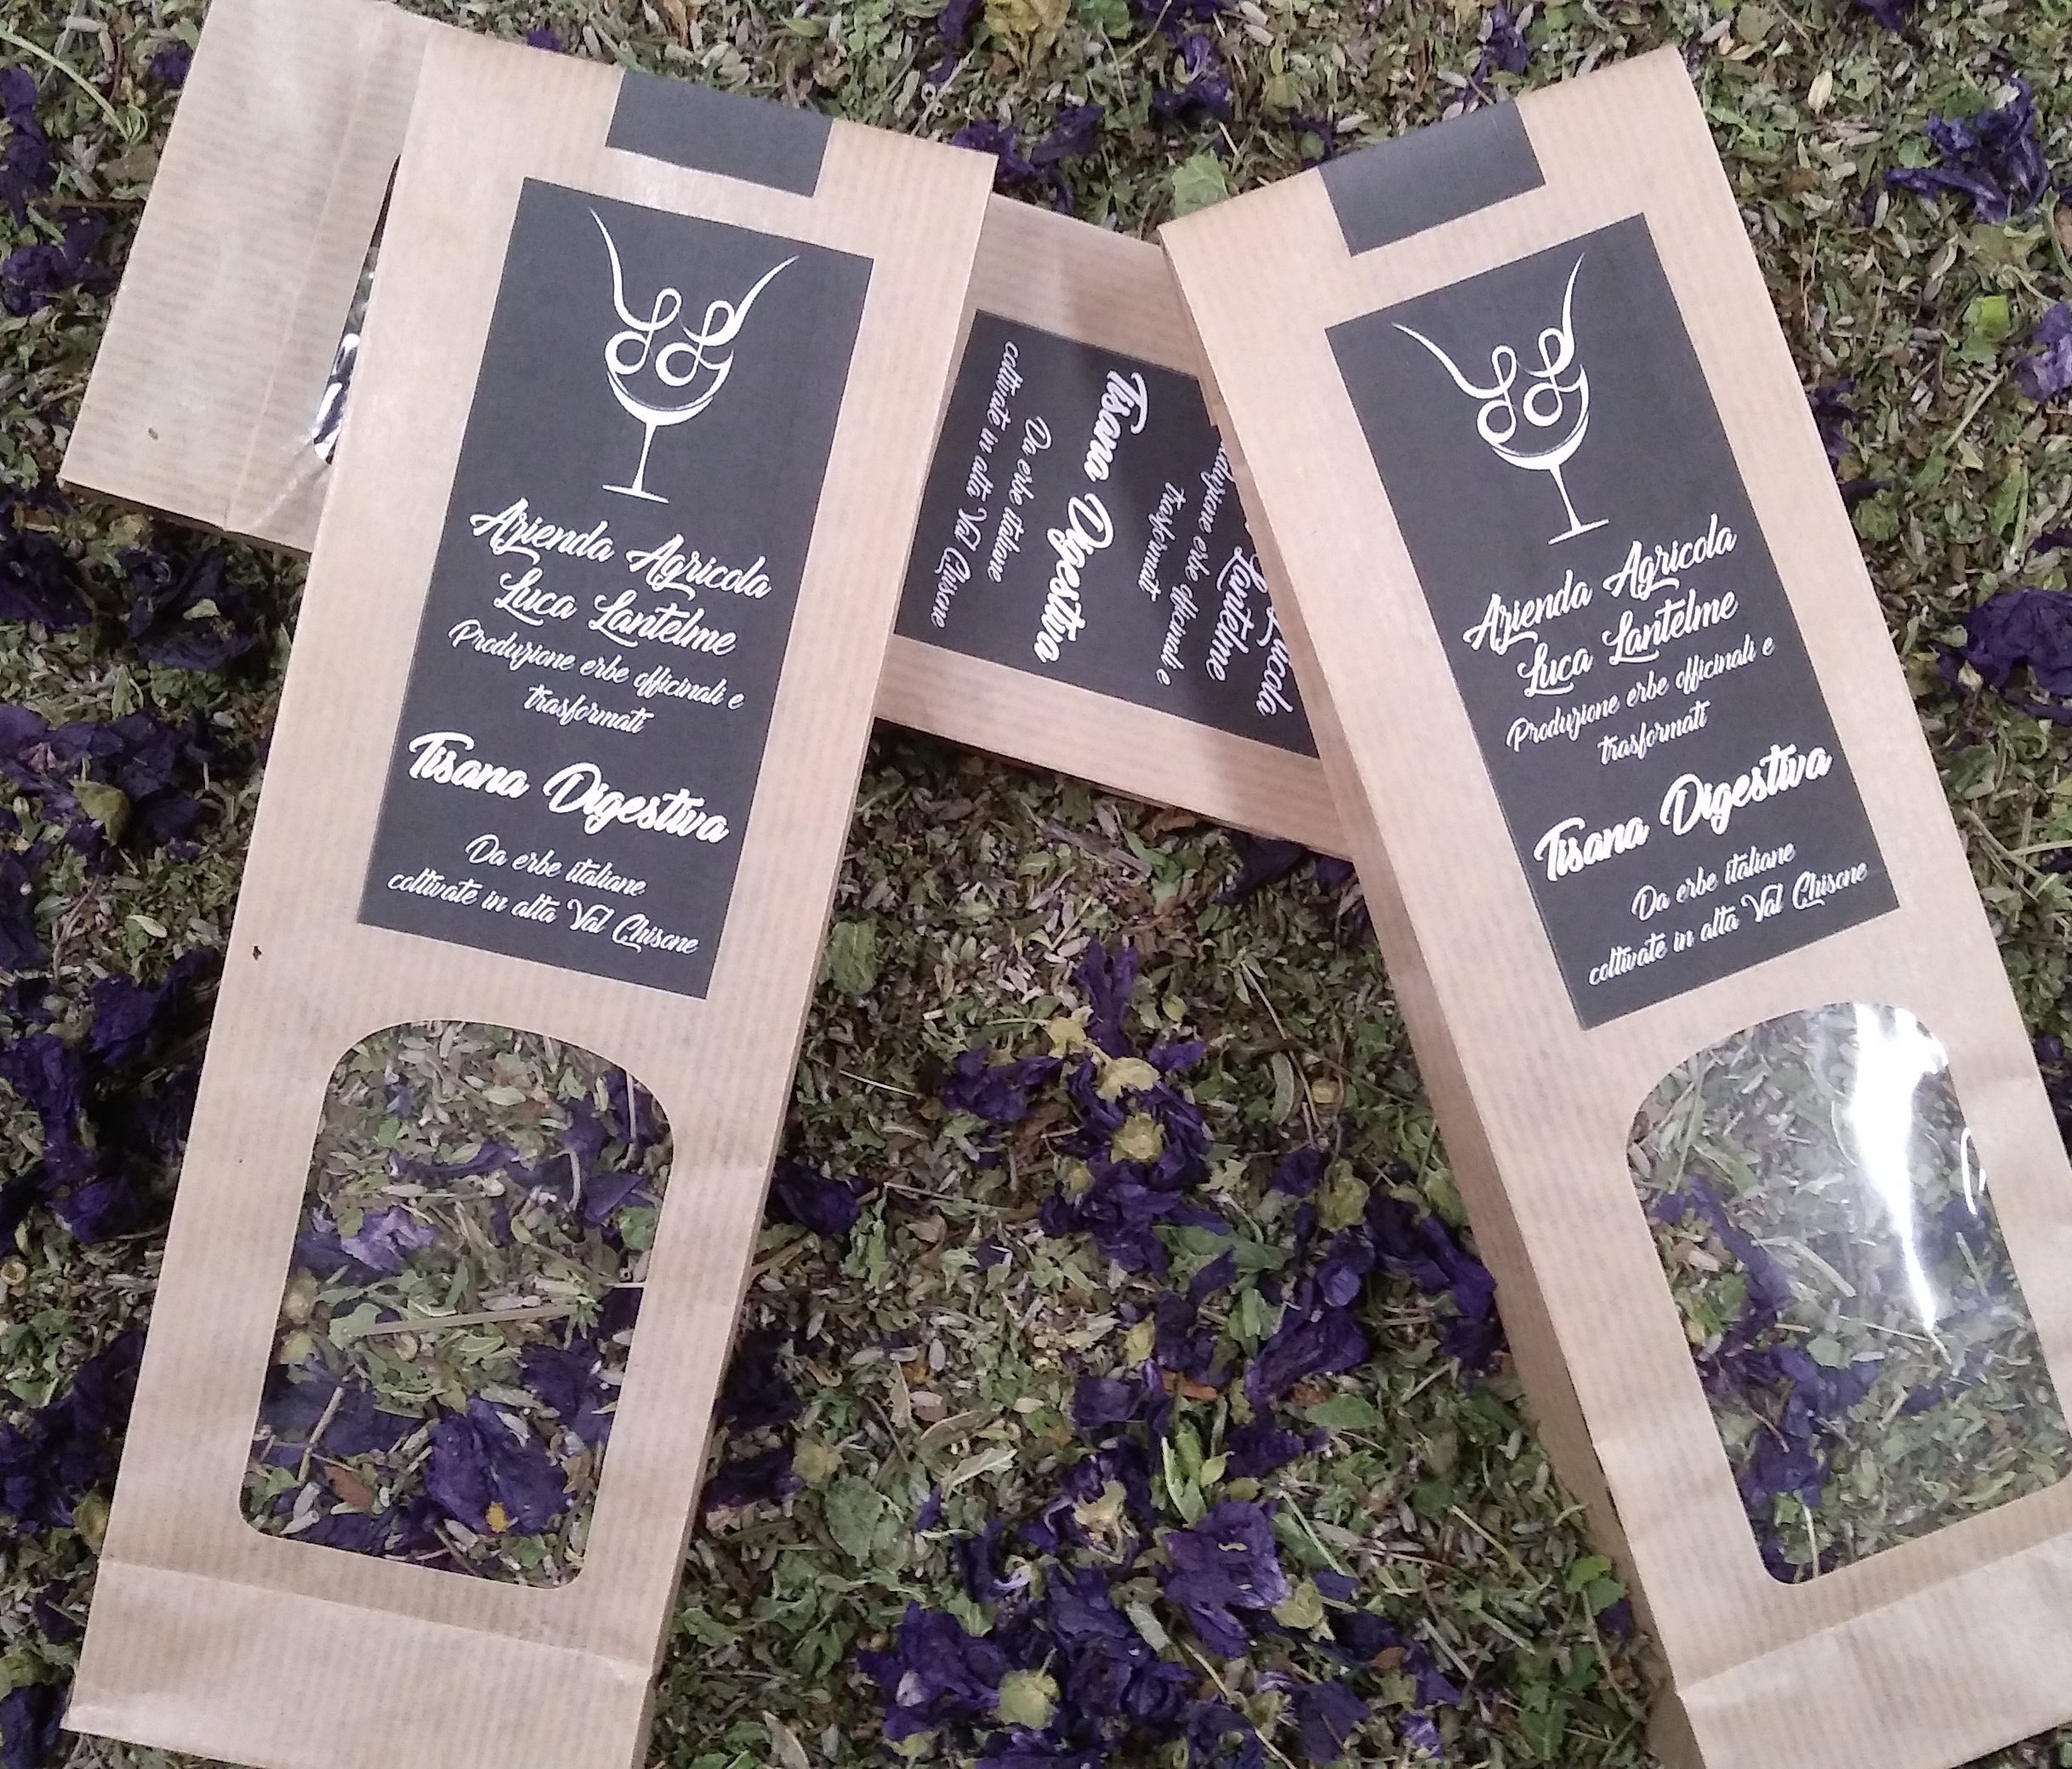 Azienda Agricola
Luca Lantelme
Produzione erbe officinali e
trasformati
Tisana Digestiva
Da erbe italiane
coltivate in alta Val Chisone
Lantelme
erbe officinali e
trasformati
Tisana Digestiva
Da erbe italiane
coltivate in alta Val Chisone
Azienda Agricola
Luca Lantelme
Produzione erbe officinali e
trasformati
Tisana Digestiva
Da erbe italiane
coltivate in alta Val Chisone